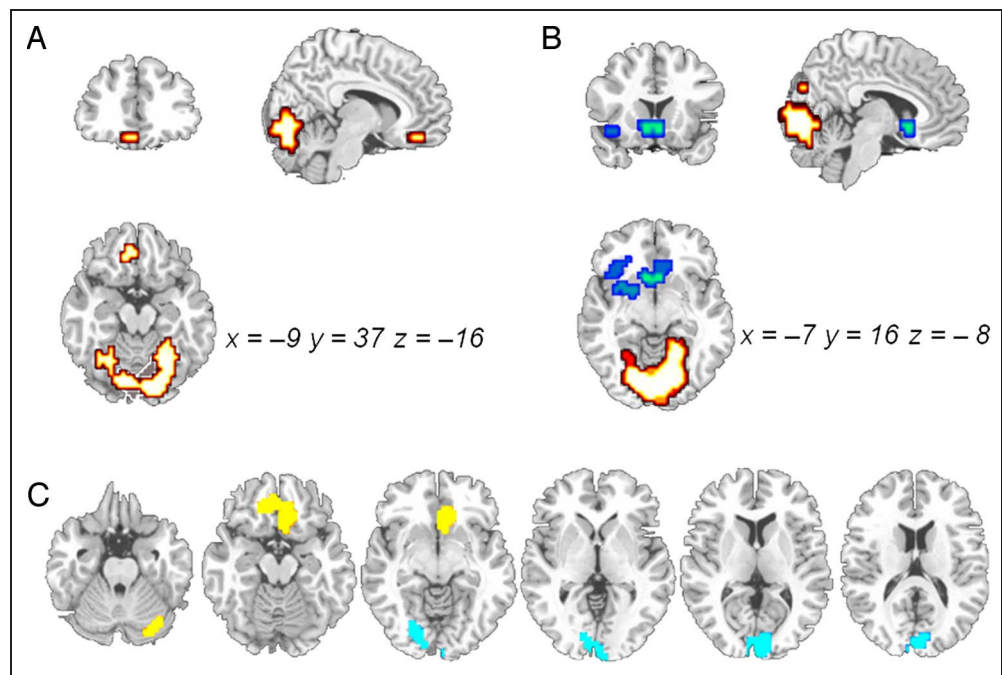 A
B
x = –9 y = 37 z = –16
x = –7 y = 16 z = – 8
C